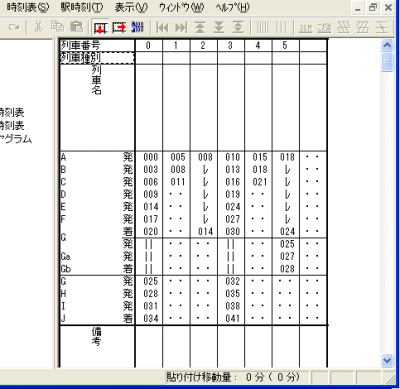 時刻表(S) 駅時刻(T) 表示(V) ウィンドウ(W) ヘルプ(H)
列車番号 0 1 2 3 4 5
列車種別
列車名
時刻表
時刻表
アグラム
A 発 000 005 008 010 015 018 ・ ・
B 発 003 008 レ 013 018 レ ・ ・
C 発 006 011 レ 016 021 レ ・ ・
D 発 009 ・ ・ レ 019 ・ ・ レ ・ ・
E 発 014 ・ ・ レ 024 ・ ・ レ ・ ・
F 発 017 ・ ・ レ 027 ・ ・ レ ・ ・
G 着 020 ・ ・ 014 030 ・ ・ 024 ・ ・
発 || ・ ・ ・ ・ || ・ ・ 025 ・ ・
Ga 発 || ・ ・ ・ ・ || ・ ・ 027 ・ ・
Gb 着 || ・ ・ ・ ・ || ・ ・ 028 ・ ・
G 発 025 ・ ・ ・ ・ 032 ・ ・ ・ ・ ・ ・
H 発 028 ・ ・ ・ ・ 035 ・ ・ ・ ・ ・ ・
I 発 031 ・ ・ ・ ・ 038 ・ ・ ・ ・ ・ ・
J 着 034 ・ ・ ・ ・ 041 ・ ・ ・ ・ ・ ・
備考
貼り付け移動量： 0 分 ( 0 分)